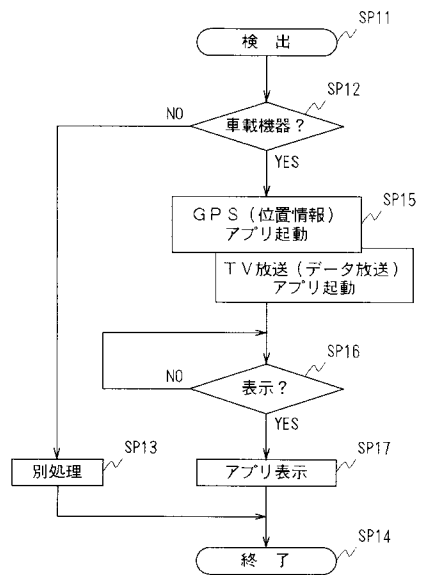 SP11
検 出
SP12
NO
車載機器？
YES
SP15
ＧＰＳ（位置情報）
アプリ起動
ＴＶ放送（データ放送）
アプリ起動
SP16
NO
表示？
YES
SP13
別処理
SP17
アプリ表示
SP14
終 了